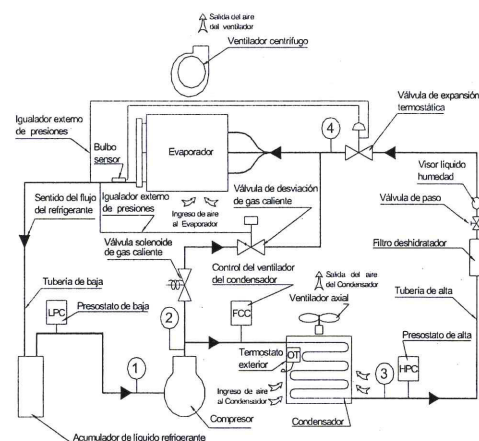 Salida del aire
del ventilador
Ventilador centrífugo
Válvula de expansión
termostática
4
Igualador externo
de presiones
Bulbo
sensor
Evaporador
Visor líquido
humedad
Válvula de paso
Sentido del flujo
del refrigerante
Igualador externo
de presiones
Ingreso de aire
al Evaporador
Válvula de desviación
de gas caliente
Válvula solenoide
de gas caliente
Filtro deshidratador
Control del ventilador
del condensador
Salida del aire
del Condensador
Ventilador axial
Tubería de alta
Tubería de baja
Presostato de baja
LPC
2
FCC
Presostato de alta
Termostato
exterior
OT
HPC
1
3
Ingreso de aire
al Condensador
Compresor
Condensador
Acumulador de líquido refrigerante